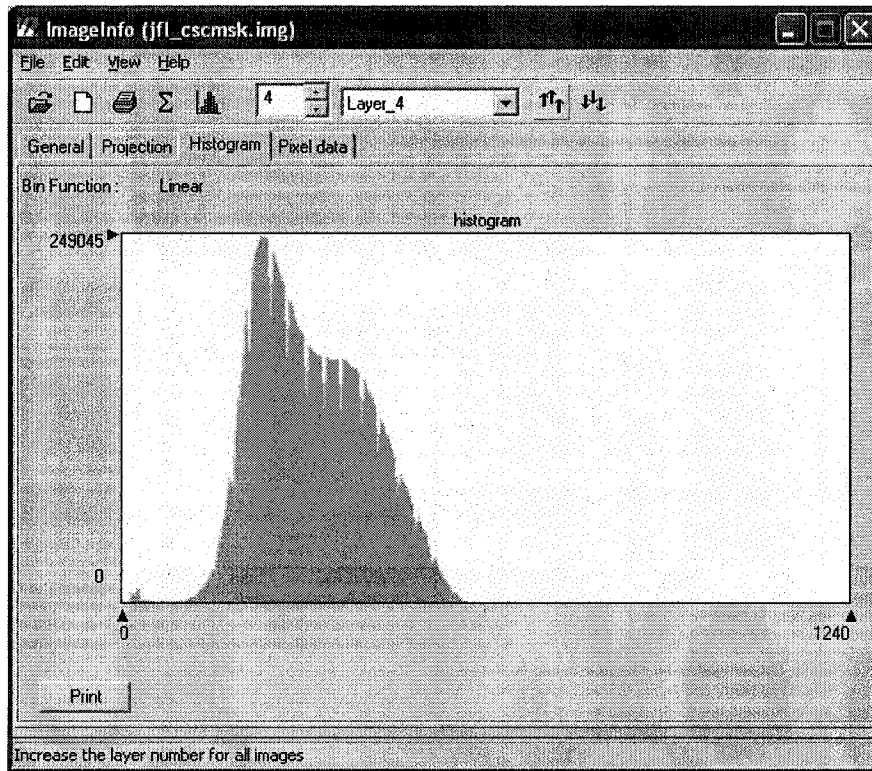 ImageInfo (jfl_cscmsk.img)
File Edit View Help
Σ 4 Layer_4
General Projection Histogram Pixel data
Bin Function : Linear
histogram
249045
0
0 1240
Print
Increase the layer number for all images